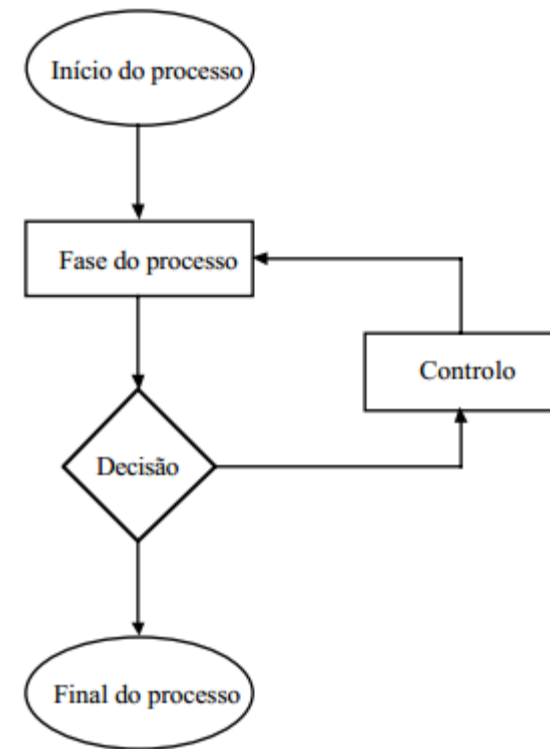 Início do processo
Fase do processo
Controlo
Decisão
Final do processo